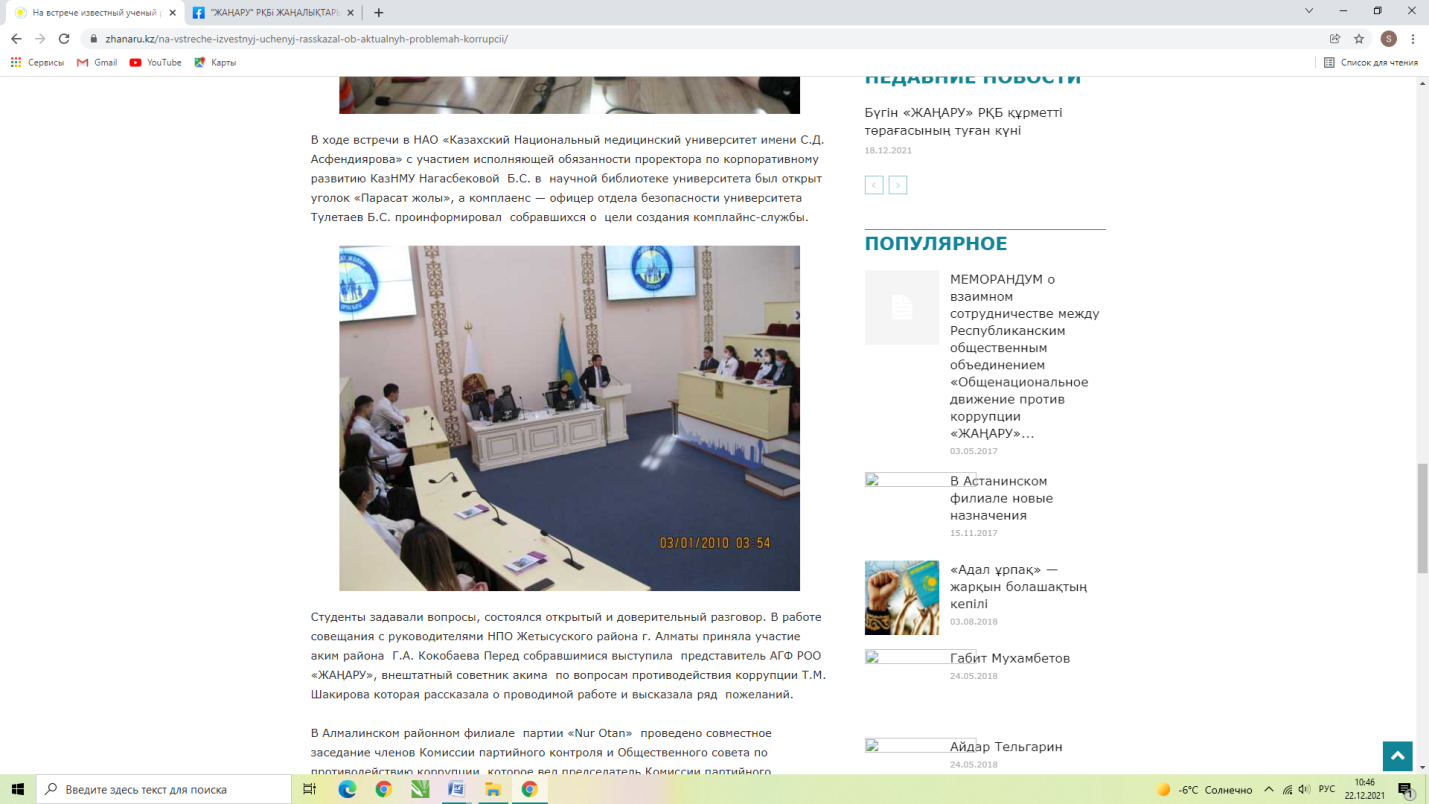 На встрече известный ученый р
"ЖАҢАРУ" РҚБі ЖАҢАЛЫҚТАРЫ
zhanaru.kz/na-vstreche-izvestnyj-uchenyj-rasskazal-ob-aktualnyh-problemah-korrupcii/
S
Сервисы
Gmail
YouTube
Карты
Список для чтения
В ходе встречи в НАО «Казахский Национальный медицинский университет имени С.Д.
Асфендиярова» с участием исполняющей обязанности проректора по корпоративному
развитию КазНМУ Нагасбековой Б.С. в научной библиотеке университета был открыт
уголок «Парасат жолы», а комплаенс — офицер отдела безопасности университета
Тулетаев Б.С. проинформировал собравшихся о цели создания комплайнс-службы.
03/01/2010 03:54
Студенты задавали вопросы, состоялся открытый и доверительный разговор. В работе
совещания с руководителями НПО Жетысуского района г. Алматы приняла участие
аким района Г.А. Кокобаева Перед собравшимися выступила представитель АГФ РОО
«ЖАҢАРУ», внештатный советник акима по вопросам противодействия коррупции Т.М.
Шакирова которая рассказала о проводимой работе и высказала ряд пожеланий.
В Алмалинском районном филиале партии «Nur Otan» проведено совместное
заседание членов Комиссии партийного контроля и Общественного совета по
противодействию коррупции, которое вел председатель Комиссии партийного
НЕДАВНИЕ НОВОСТИ
Бүгін «ЖАҢАРУ» РҚБ құрметті
төрағасының туған күні
18.12.2021
ПОПУЛЯРНОЕ
МЕМОРАНДУМ о
взаимном
сотрудничестве между
Республиканским
общественным
объединением
«Общенациональное
движение против
коррупции
«ЖАҢАРУ»...
03.05.2017
В Астанинском
филиале новые
назначения
15.11.2017
«Адал ұрпақ» —
жарқын болашақтың
кепілі
03.08.2018
Габит Мухамбетов
24.05.2018
Айдар Тельгарин
24.05.2018
Введите здесь текст для поиска
-6°C Солнечно
РУС
10:46
22.12.2021
1